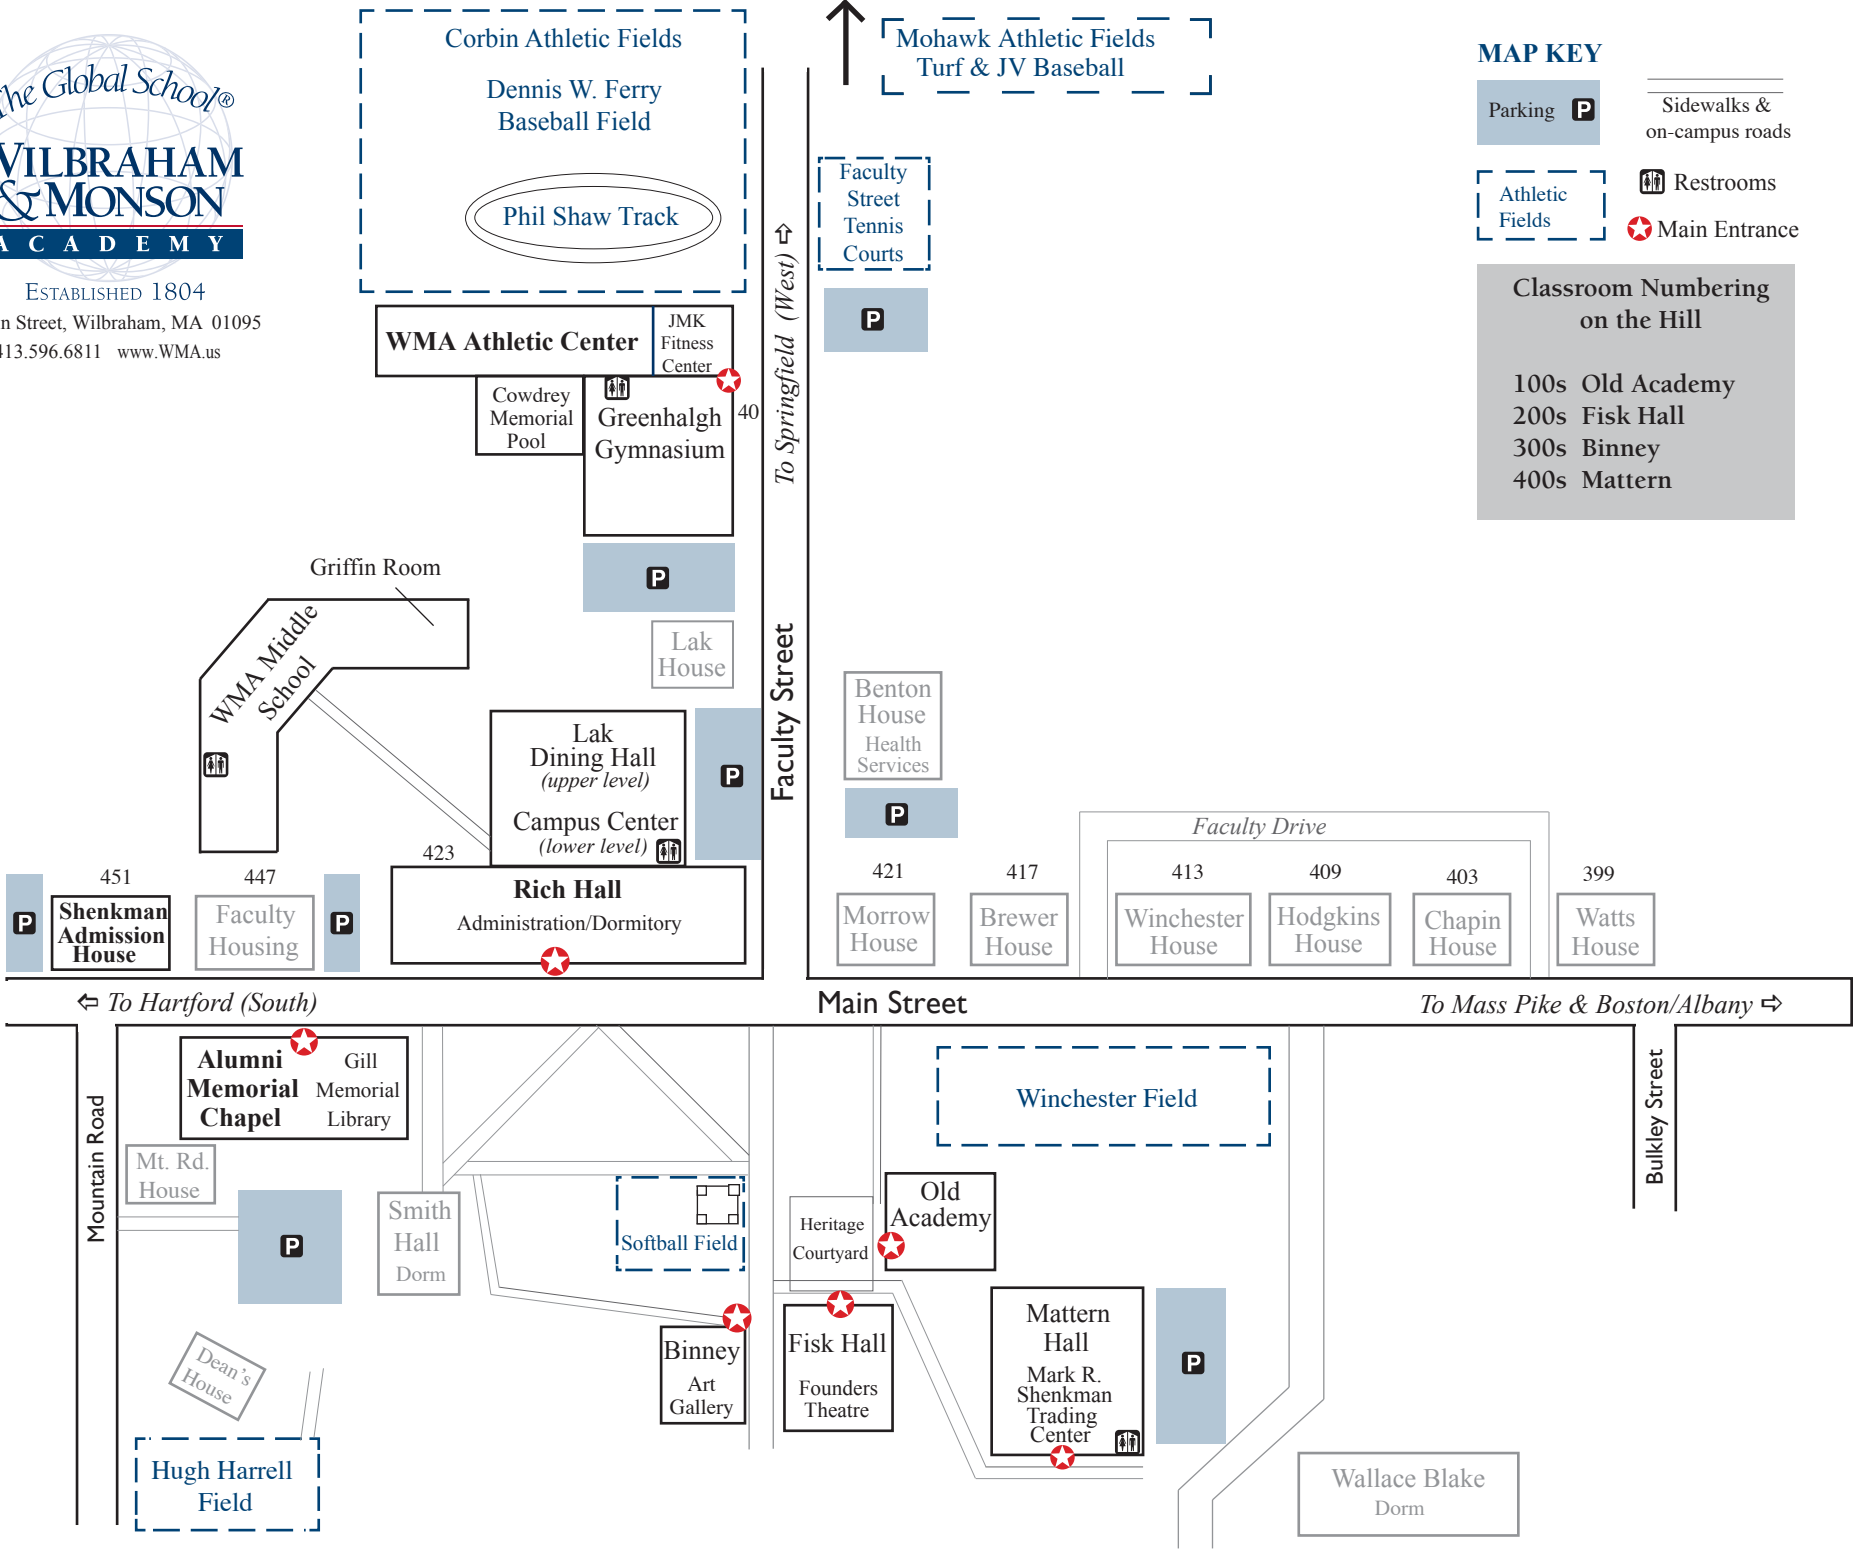 The Global School®
WILBRAHAM
& MONSON
ACADEMY
ESTABLISHED 1804
Street, Wilbraham, MA 01095
413.596.6811 www.WMA.us
Corbin Athletic Fields
Dennis W. Ferry
Baseball Field
Phil Shaw Track
Mohawk Athletic Fields
Turf & JV Baseball
Faculty
Street
Tennis
Courts
P
MAP KEY
Parking P
Sidewalks &
on-campus roads
Athletic
Fields
Restrooms
Main Entrance
Classroom Numbering
on the Hill
100s Old Academy
200s Fisk Hall
300s Binney
400s Mattern
WMA Athletic Center
JMK
Fitness
Center
Cowdrey
Memorial
Pool
Greenhalgh
Gymnasium
40
To Springfield (West)
P
Griffin Room
WMA Middle
School
Lak
House
Faculty Street
Lak
Dining Hall
(upper level)
Campus Center
(lower level)
P
Benton
House
Health
Services
P
Faculty Drive
423
Rich Hall
Administration/Dormitory
P
451
Shenkman
Admission
House
447
Faculty
Housing
P
421
Morrow
House
417
Brewer
House
413
Winchester
House
409
Hodgkins
House
403
Chapin
House
399
Watts
House
To Hartford (South)
Main Street
To Mass Pike & Boston/Albany
Mountain Road
Alumni
Memorial
Chapel
Gill
Memorial
Library
Mt. Rd.
House
P
Smith
Hall
Dorm
Softball Field
Winchester Field
Bulkley Street
Heritage
Courtyard
Old
Academy
Dean's
House
Binney
Art
Gallery
Fisk Hall
Founders
Theatre
Mattern
Hall
Mark R.
Shenkman
Trading
Center
P
Hugh Harrell
Field
Wallace Blake
Dorm